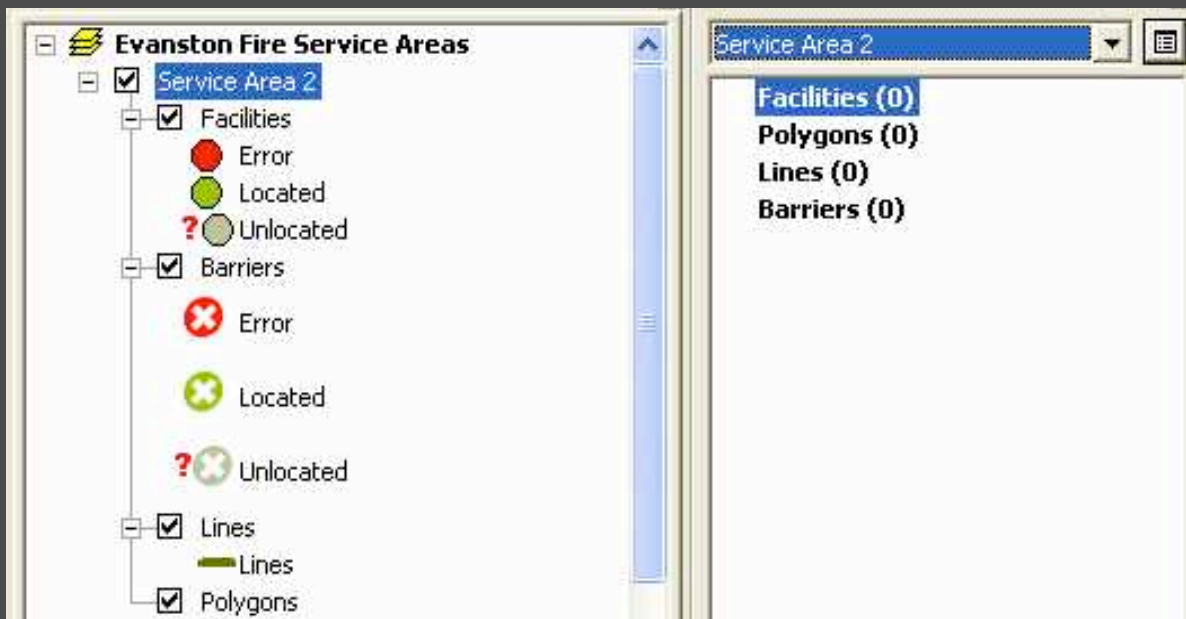 Evanston Fire Service Areas
Service Area 2
Facilities
Error
Located
? Unlocated
Barriers
Error
Located
? Unlocated
Lines
Lines
Polygons
Service Area 2
Facilities (0)
Polygons (0)
Lines (0)
Barriers (0)